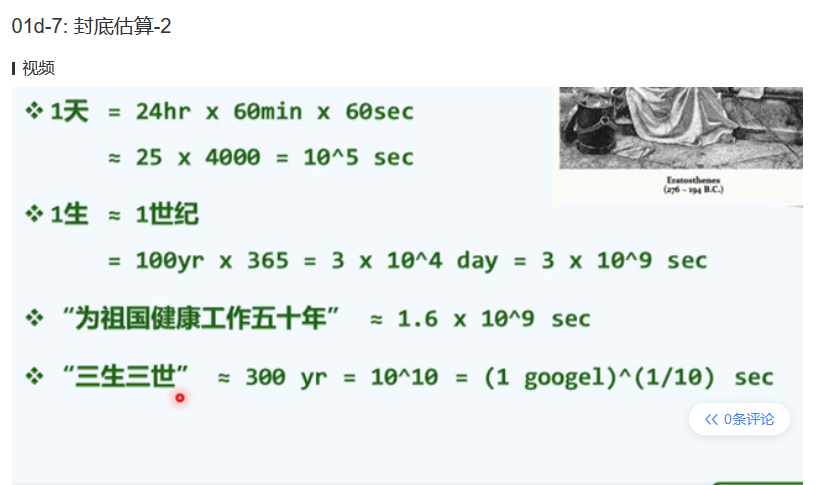 01d-7: 封底估算-2
视频
❖ 1天 = 24hr x 60min x 60sec
≈ 25 x 4000 = 10^5 sec
Eratosthenes
(276 – 194 B.C.)
❖ 1生 ≈ 1世纪
= 100yr x 365 = 3 x 10^4 day = 3 x 10^9 sec
❖ “为祖国健康工作五十年” ≈ 1.6 x 10^9 sec
❖ “三生三世” ≈ 300 yr = 10^10 = (1 googel)^(1/10) sec
0条评论